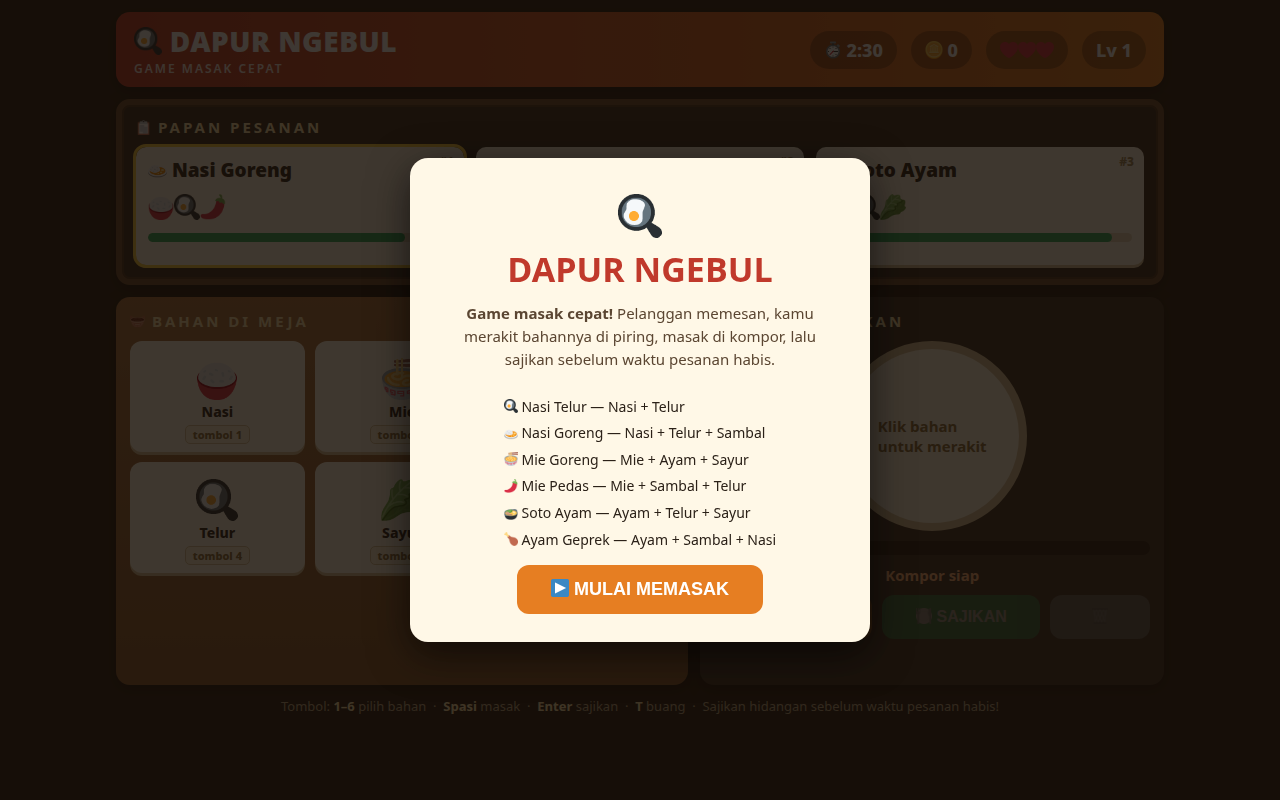 DAPUR NGEBUL
GAME MASAK CEPAT
2:30
0
Lv 1
PAPAN PESANAN
Nasi Goreng
oto Ayam
#3
BAHAN DI MEJA
Nasi
tombol 1
Telur
tombol 4
Klik bahan
untuk merakit
Kompor siap
SAJIKAN
DAPUR NGEBUL
Game masak cepat! Pelanggan memesan, kamu
merakit bahannya di piring, masak di kompor, lalu
sajikan sebelum waktu pesanan habis.
Nasi Telur — Nasi + Telur
Nasi Goreng — Nasi + Telur + Sambal
Mie Goreng — Mie + Ayam + Sayur
Mie Pedas — Mie + Sambal + Telur
Soto Ayam — Ayam + Telur + Sayur
Ayam Geprek — Ayam + Sambal + Nasi
MULAI MEMASAK
Tombol: 1–6 pilih bahan · Spasi masak · Enter sajikan · T buang · Sajikan hidangan sebelum waktu pesanan habis!